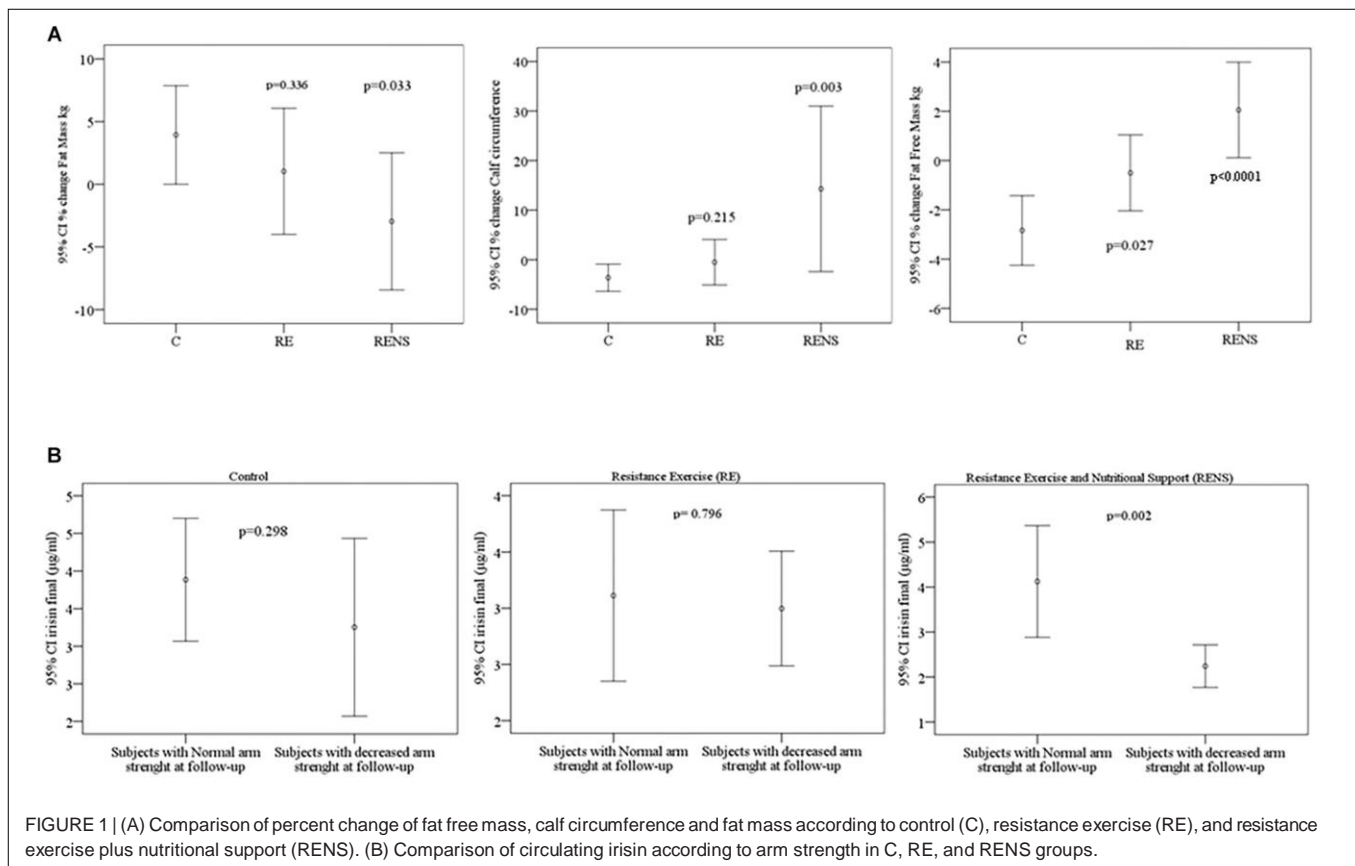 A
95% CI % change Fat Mass kg
10
5
0
-5
-10
p=0.336
p=0.033
C
RE
RENS
95% CI % change Calf circumference
40
30
20
10
0
-10
p=0.003
p=0.215
C
RE
RENS
95% CI % change Fat Free Mass kg
4
2
0
-2
-4
-6
p<0.0001
p=0.027
C
RE
RENS
B
Control
95% CI irisin final (µg/ml)
5
5
4
4
3
3
2
p=0.298
Subjects with Normal arm
strenght at follow-up
Subjects with decreased arm
strenght at follow-up
Resistance Exercise (RE)
95% CI irisin final (µg/ml)
4
4
3
3
2
p= 0.796
Subjects with Normal arm
strenght at follow-up
Subjects with decreased arm
strenght at follow-up
Resistance Exercise and Nutritional Support (RENS)
95% CI irisin final (µg/ml)
6
5
4
3
2
1
p=0.002
Subjects with Normal arm
strenght at follow-up
Subjects with decreased arm
strenght at follow-up
FIGURE 1 | (A) Comparison of percent change of fat free mass, calf circumference and fat mass according to control (C), resistance exercise (RE), and resistance
exercise plus nutritional support (RENS). (B) Comparison of circulating irisin according to arm strength in C, RE, and RENS groups.